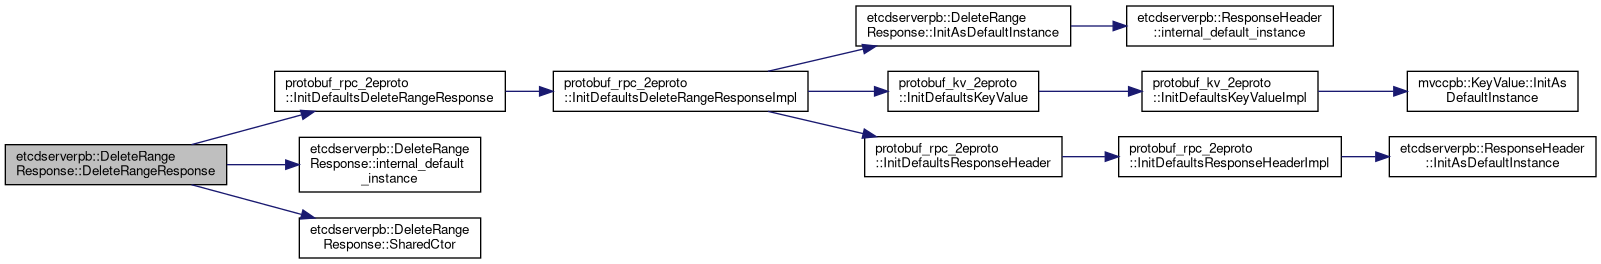 etcdserverpb::DeleteRange
Response::DeleteRangeResponse
protobuf_rpc_2eproto
::InitDefaultsDeleteRangeResponse
etcdserverpb::DeleteRange
Response::internal_default
_instance
etcdserverpb::DeleteRange
Response::SharedCtor
protobuf_rpc_2eproto
::InitDefaultsDeleteRangeResponseImpl
etcdserverpb::DeleteRange
Response::InitAsDefaultInstance
protobuf_kv_2eproto
::InitDefaultsKeyValue
protobuf_rpc_2eproto
::InitDefaultsResponseHeader
etcdserverpb::ResponseHeader
::internal_default_instance
protobuf_kv_2eproto
::InitDefaultsKeyValueImpl
protobuf_rpc_2eproto
::InitDefaultsResponseHeaderImpl
mvccpb::KeyValue::InitAs
DefaultInstance
etcdserverpb::ResponseHeader
::InitAsDefaultInstance